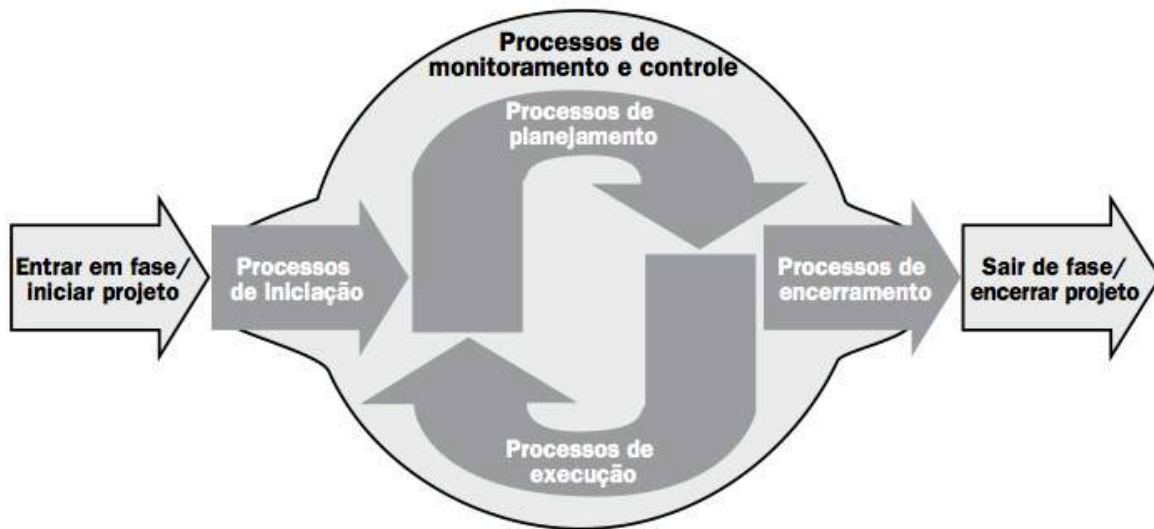 Processos de
monitoramento e controle
Processos de
planejamento
Entrar em fase/
iniciar projeto
Processos
de Iniciação
Processos de
encerramento
Sair de fase/
encerrar projeto
Processos de
execução